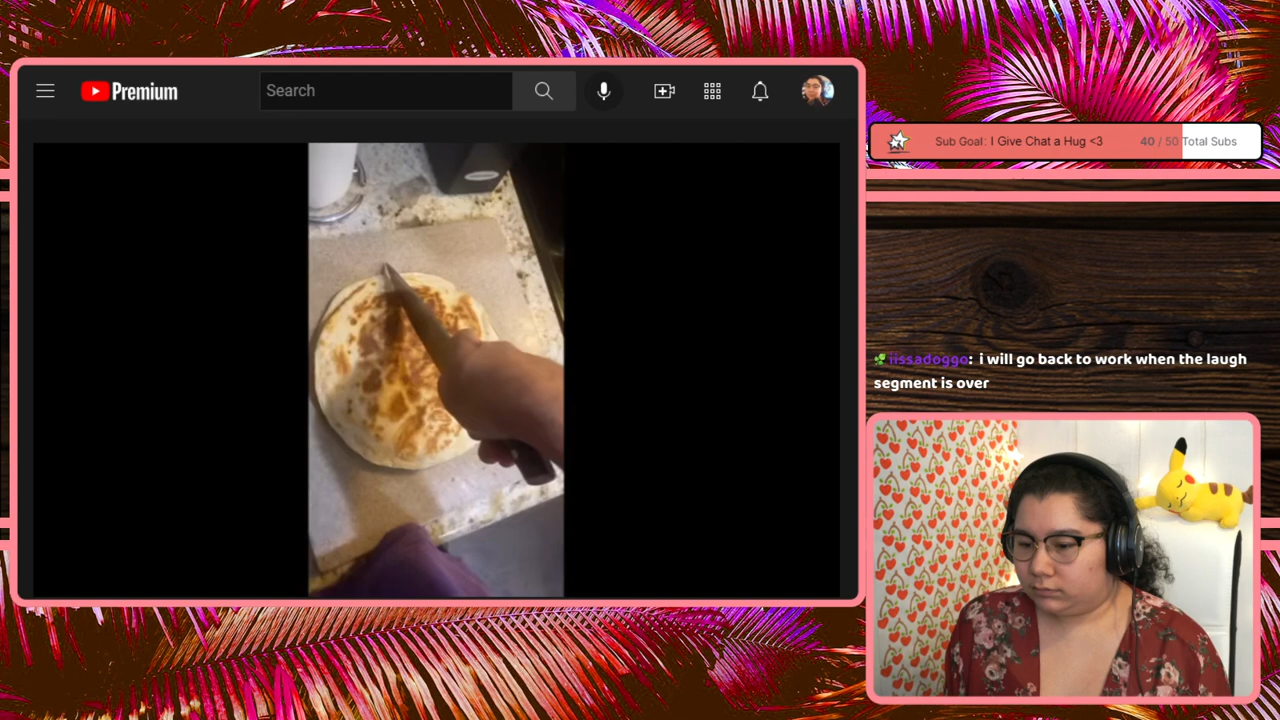 Premium
Search
Sub Goal: I Give Chat a Hug <3 40 / 50 Total Subs
iissadoggo: i will go back to work when the laugh
segment is over